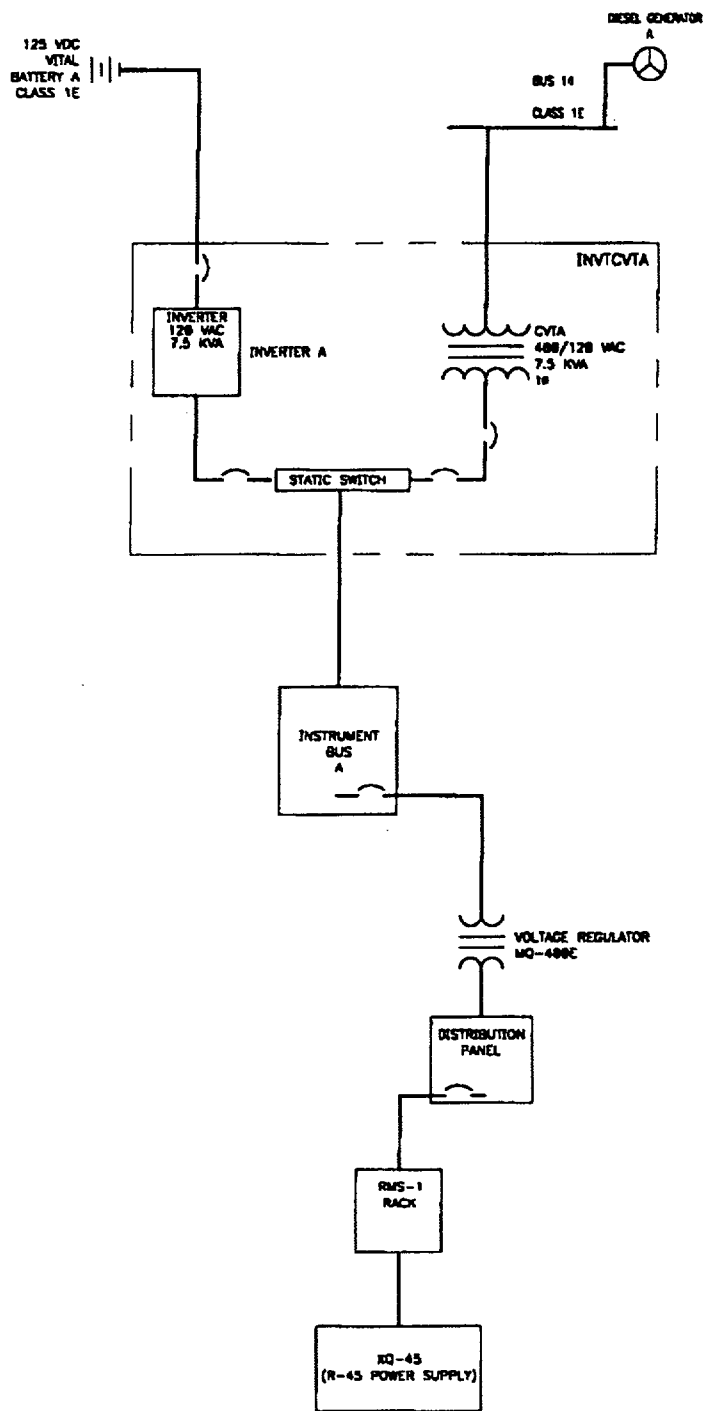 DIESEL GENERATOR
A
125 VDC
VITAL
BATTERY A
CLASS 1E
BUS 14
CLASS 1E
INVTCVTA
INVERTER
120 VAC
7.5 KVA
INVERTER A
CVTA
480/120 VAC
7.5 KVA
STATIC SWITCH
INSTRUMENT
BUS
A
VOLTAGE REGULATOR
MQ-480E
DISTRIBUTION
PANEL
RMS-1
RACK
XQ-45
(R-45 POWER SUPPLY)